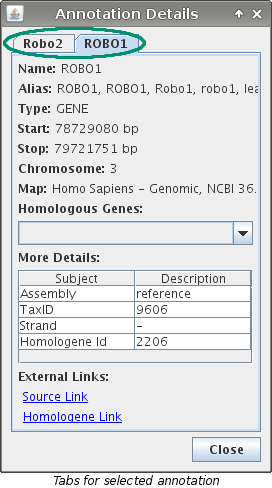 Annotation Details
Robo2 ROBO1
Name: ROBO1
Alias: ROBO1, ROBO1, Robo1, robo1, lea
Type: GENE
Start: 78729080 bp
Stop: 79721751 bp
Chromosome: 3
Map: Homo Sapiens - Genomic, NCBI 36.
Homologous Genes:
More Details:
Subject Description
Assembly reference
TaxID 9606
Strand -
Homologene Id 2206
External Links:
Source Link
Homologene Link
Close
Tabs for selected annotation